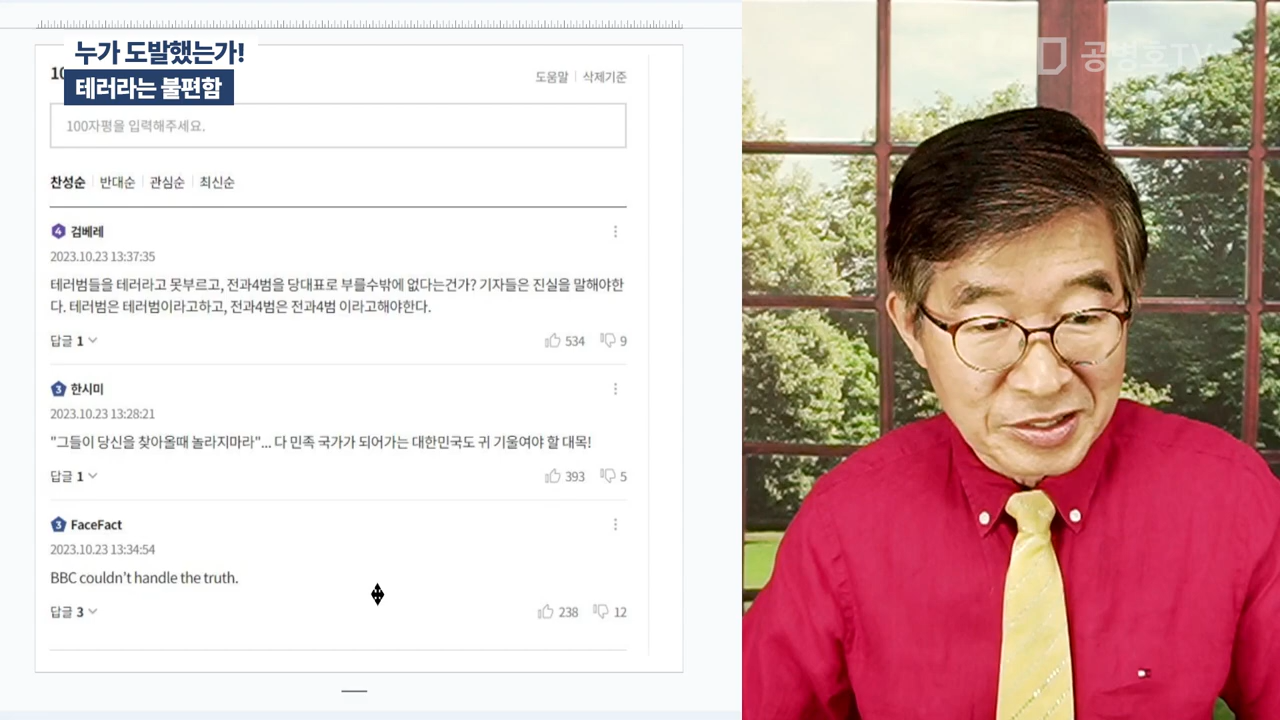 누가 도발했는가!
테러라는 불편함
10
도움말 | 삭제기준
100자평을 입력해주세요.
찬성순 | 반대순 | 관심순 | 최신순
4 검베레
2023.10.23 13:37:35
테러범들을 테러라고 못부르고, 전과4범을 당대표로 부를수밖에 없다는건가? 기자들은 진실을 말해야한
다. 테러범은 테러범이라고하고, 전과4범은 전과4범 이라고해야한다.
답글 1
534 9
3 한시미
2023.10.23 13:28:21
"그들이 당신을 찾아올때 놀라지마라"... 다 민족 국가가 되어가는 대한민국도 귀 기울여야 할 대목!
답글 1
393 5
3 FaceFact
2023.10.23 13:34:54
BBC couldn't handle the truth.
답글 3
238 12
공병호TV